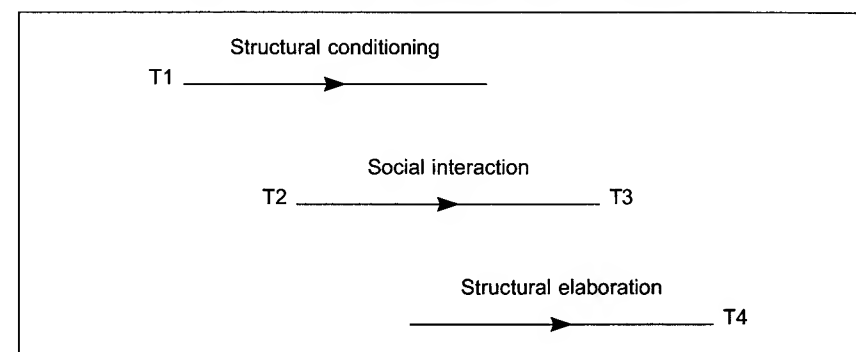 Structural conditioning
T1
Social interaction
T2 T3
Structural elaboration
T4